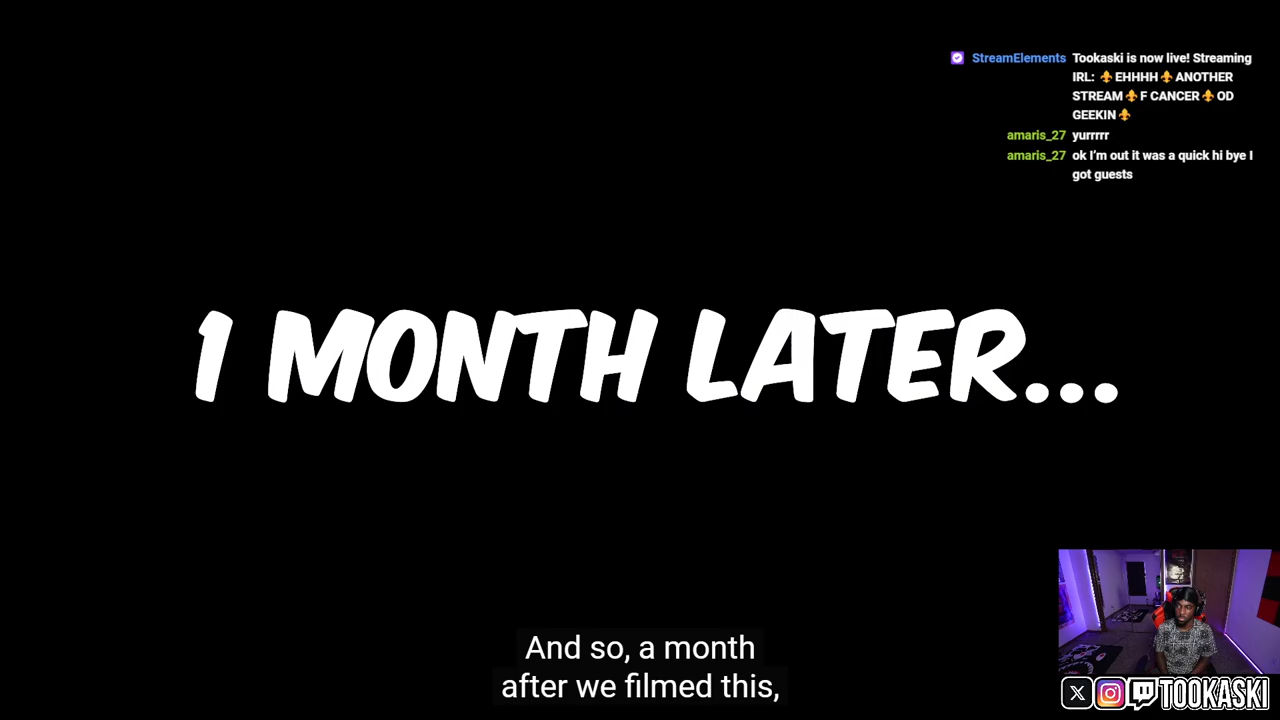 StreamElements Tookaski is now live! Streaming
IRL: ⚜️EHHHH⚜️ANOTHER
STREAM⚜️F CANCER⚜️OD
GEEKIN⚜️
amaris_27 yurrrrr
amaris_27 ok I'm out it was a quick hi bye I
got guests
1 MONTH LATER...
And so, a month
after we filmed this,
TOOKASKI